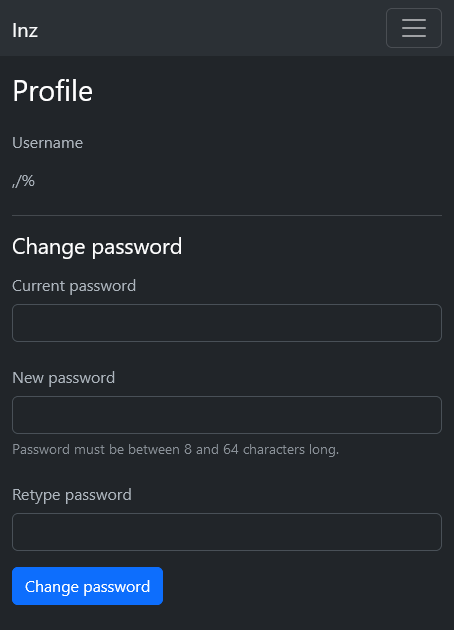 Inz
Profile
Username
,/%
Change password
Current password
New password
Password must be between 8 and 64 characters long.
Retype password
Change password